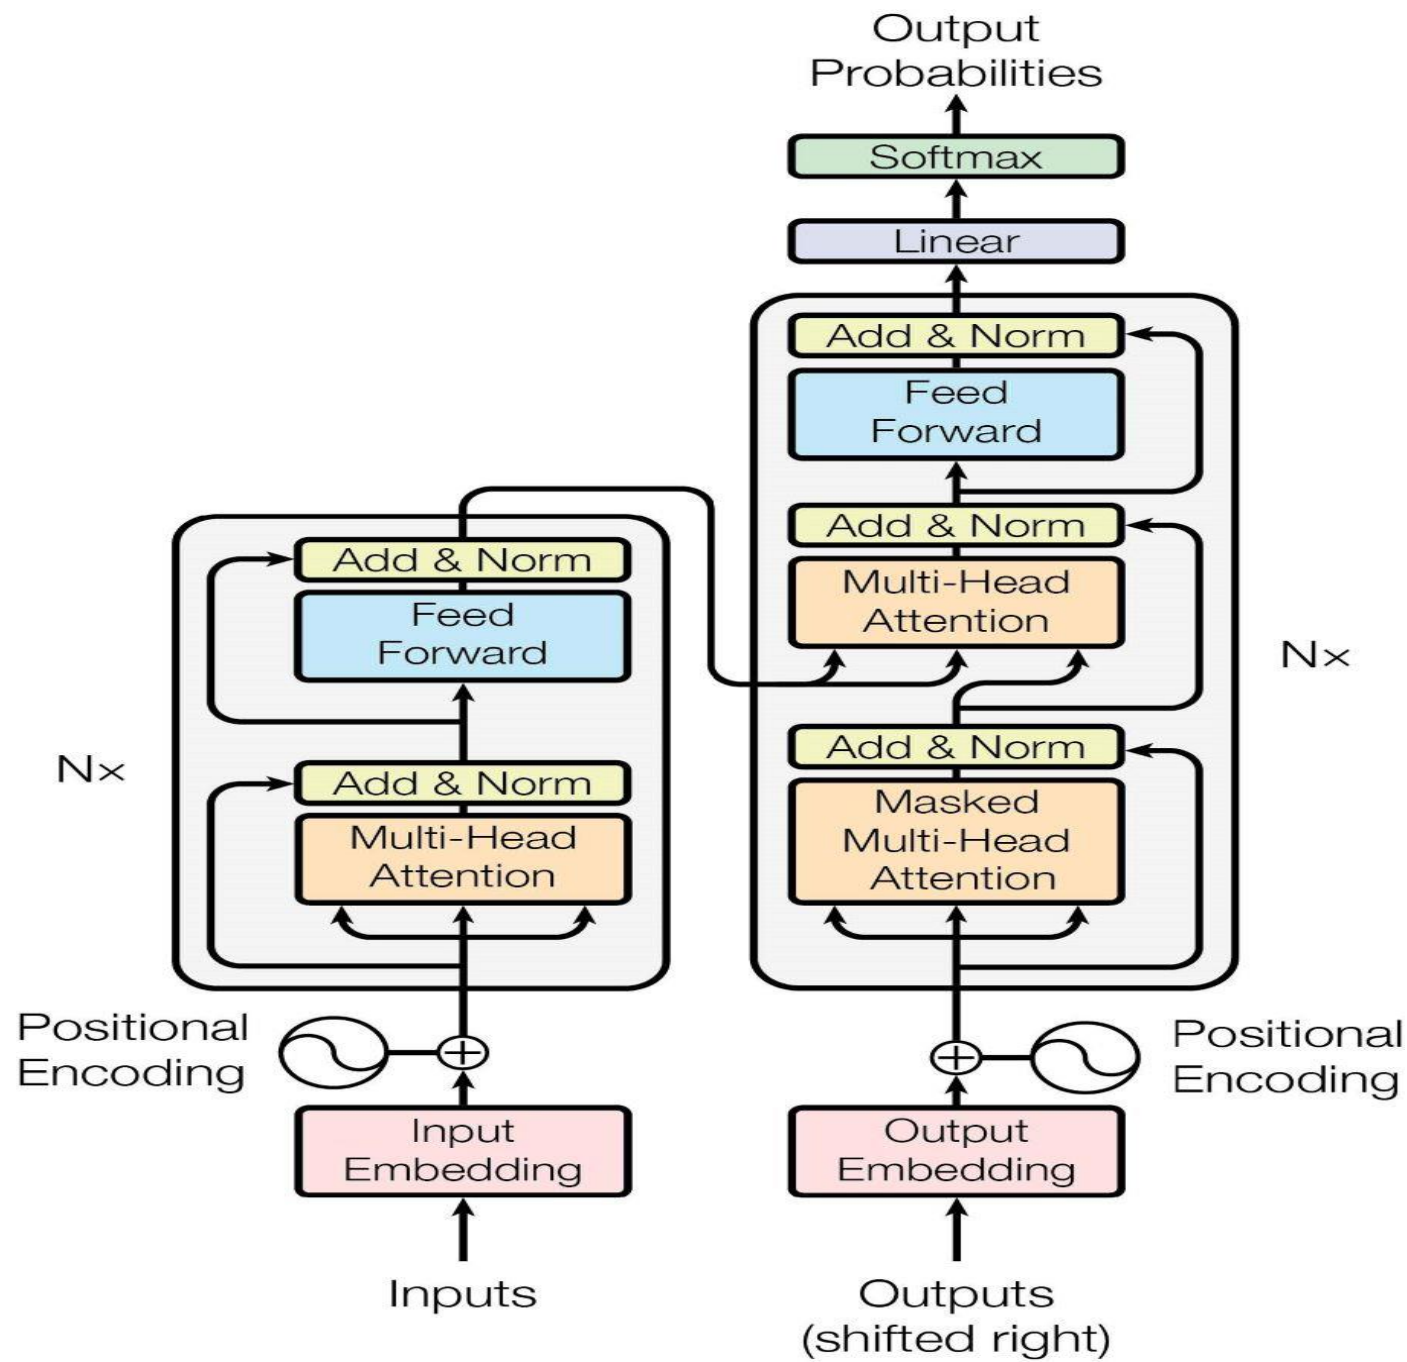 Output
Probabilities
Softmax
Linear
Add & Norm
Feed
Forward
Add & Norm
Multi-Head
Attention
Add & Norm
Masked
Multi-Head
Attention
Nx
Add & Norm
Feed
Forward
Add & Norm
Multi-Head
Attention
Nx
Positional
Encoding
Positional
Encoding
Input
Embedding
Output
Embedding
Inputs
Outputs
(shifted right)